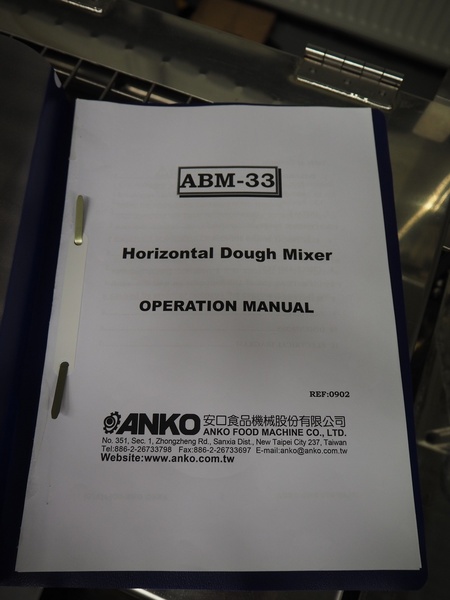 ABM-33
Horizontal Dough Mixer
OPERATION MANUAL
REF:0902
ANKO 安口食品機械股份有限公司
ANKO FOOD MACHINE CO., LTD.
No. 351, Sec. 1, Zhongzheng Rd., Sanxia Dist., New Taipei City 237, Taiwan
Tel:886-2-26733798 Fax:886-2-26733697 E-mail:anko@anko.com.tw
Website:www.anko.com.tw